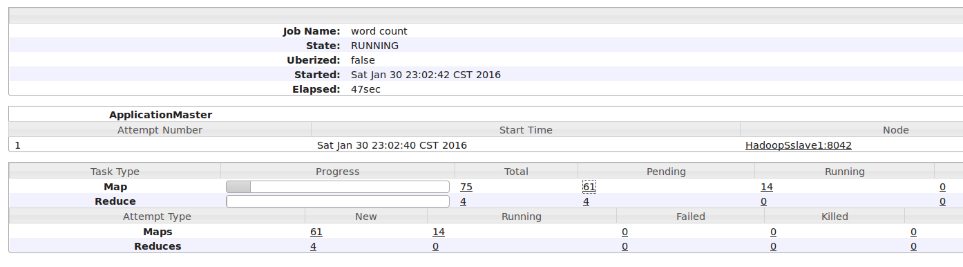 Job Name: word count
State: RUNNING
Uberized: false
Started: Sat Jan 30 23:02:42 CST 2016
Elapsed: 47sec
ApplicationMaster
Attempt Number Start Time Node
1 Sat Jan 30 23:02:40 CST 2016 HadoopSslave1:8042
Task Type Progress Total Pending Running
Map 75 61 14 0
Reduce 4 4 0 0
Attempt Type New Running Failed Killed
Maps 61 14 0 0 0
Reduces 4 0 0 0 0